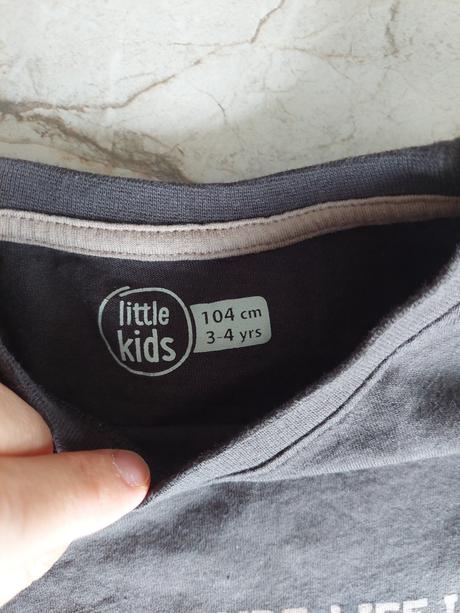 little
kids
104 cm
3-4 yrs